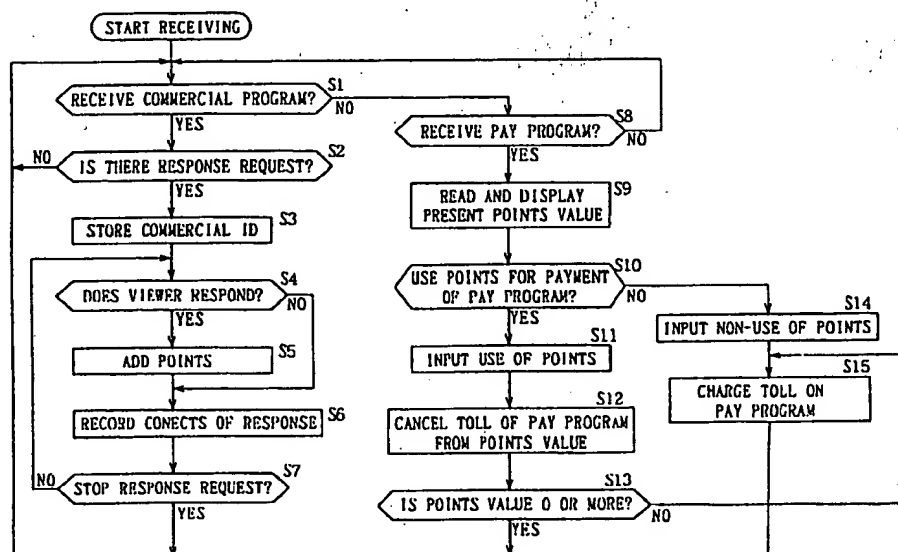 START RECEIVING
S1
RECEIVE COMMERCIAL PROGRAM?
NO
YES
S2
NO
IS THERE RESPONSE REQUEST?
YES
S3
STORE COMMERCIAL ID
S4
DOES VIEWER RESPOND?
NO
YES
S5
ADD POINTS
S6
RECORD CONECTS OF RESPONSE
S7
NO
STOP RESPONSE REQUEST?
YES
S8
RECEIVE PAY PROGRAM?
NO
YES
S9
READ AND DISPLAY
PRESENT POINTS VALUE
S10
USE POINTS FOR PAYMENT
OF PAY PROGRAM?
NO
YES
S11
INPUT USE OF POINTS
S12
CANCEL TOLL OF PAY PROGRAM
FROM POINTS VALUE
S13
IS POINTS VALUE 0 OR MORE?
NO
YES
S14
INPUT NON-USE OF POINTS
S15
CHARGE TOLL ON
PAY PROGRAM